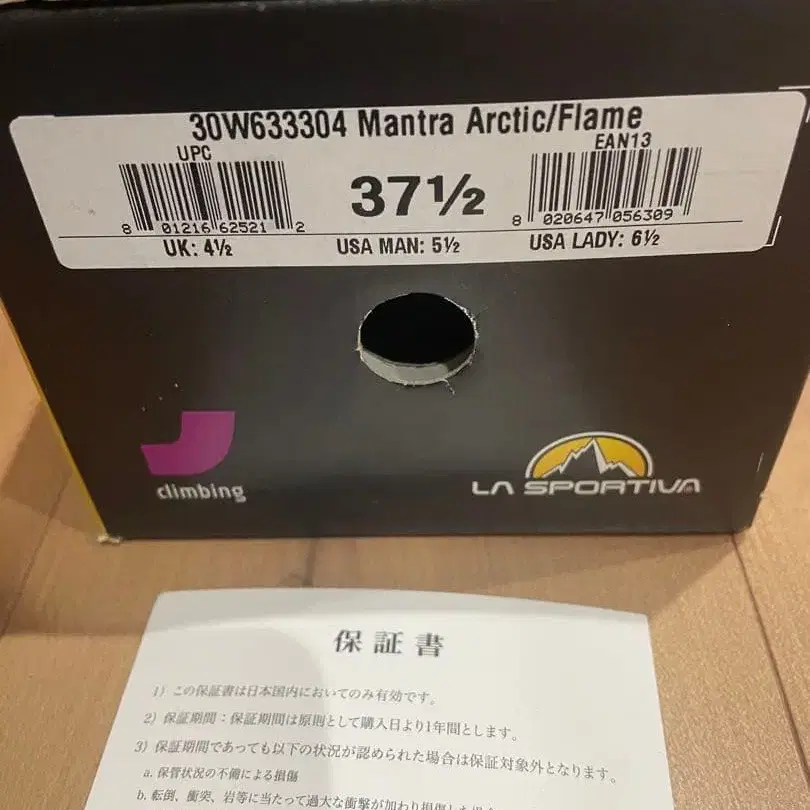 30W633304 Mantra Arctic/Flame
UPC
EAN13
37½
8 01216 62521 2
8 020647 056309
UK: 4½
USA MAN: 5½
USA LADY: 6½
climbing
LA SPORTIVA
保証書
1) この保証書は日本国内においてのみ有効です。
2) 保証期間：保証期間は原則として購入日より1年間とします。
3) 保証期間であっても以下の状況が認められた場合は保証対象外となります。
a. 保管状況の不備による損傷
b. 転倒、衝突、岩等に当たって過大な衝撃が加わり損傷した